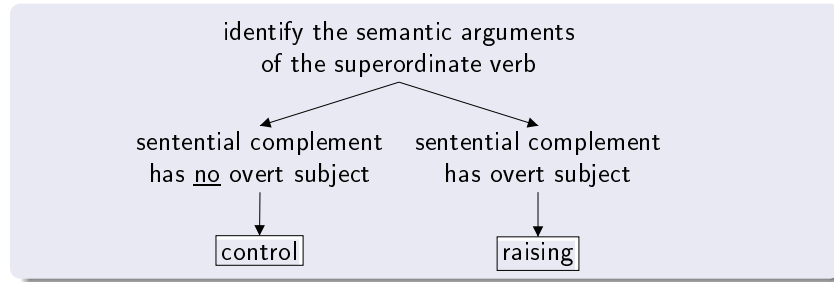 identify the semantic arguments
of the superordinate verb
sentential complement
has no overt subject
sentential complement
has overt subject
control
raising